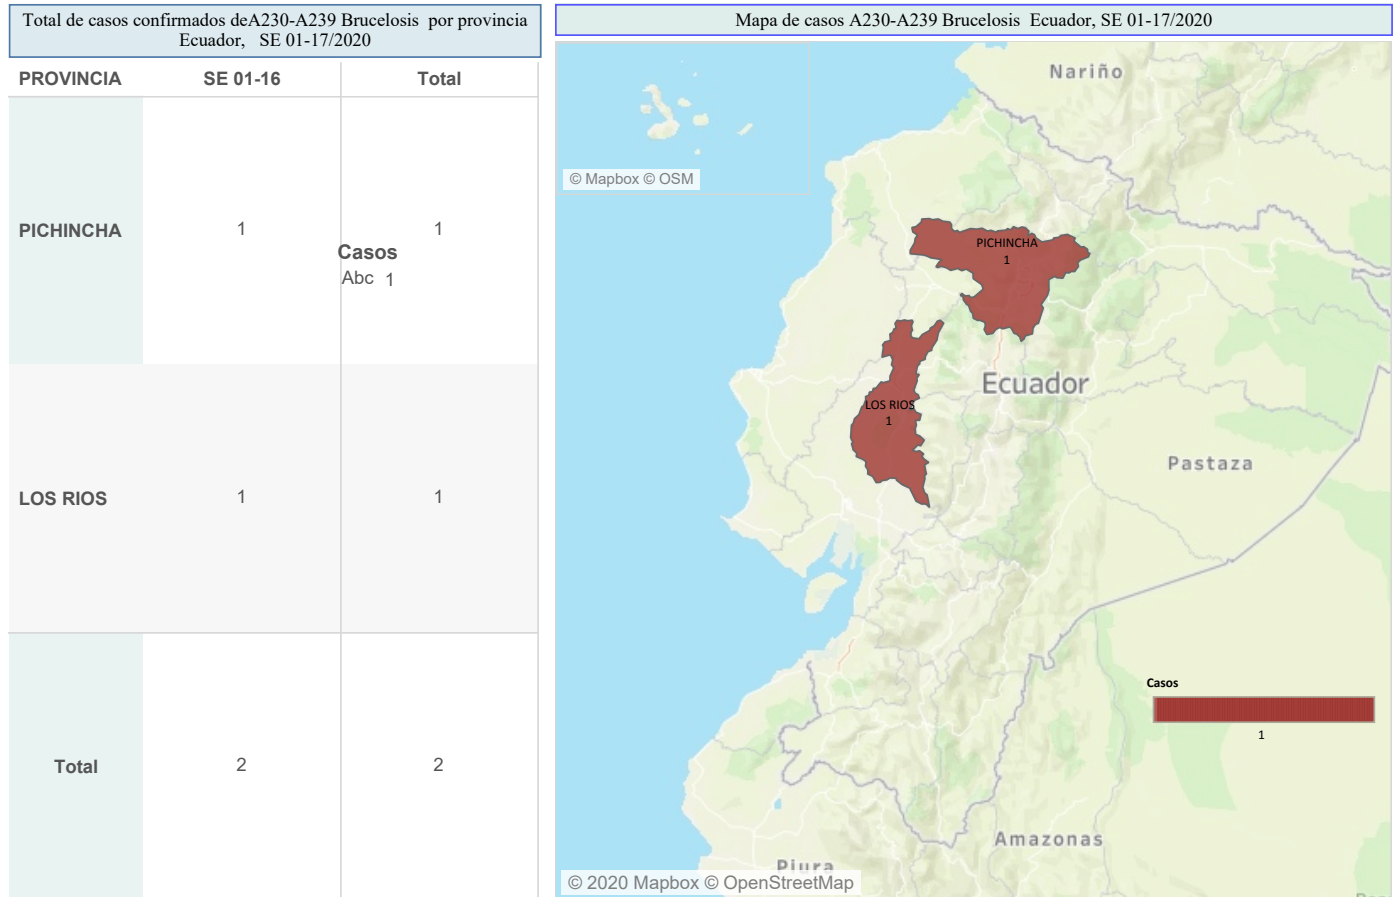 Total de casos confirmados deA230-A239 Brucelosis por provincia
Ecuador, SE 01-17/2020
PROVINCIA SE 01-16 Total
PICHINCHA 1 1
Casos
Abc 1
LOS RIOS 1 1
Total 2 2
Mapa de casos A230-A239 Brucelosis Ecuador, SE 01-17/2020
Nariño
© Mapbox © OSM
PICHINCHA
1
Ecuador
LOS RIOS
1
Pastaza
Casos
1
Amazonas
Piura
© 2020 Mapbox © OpenStreetMap